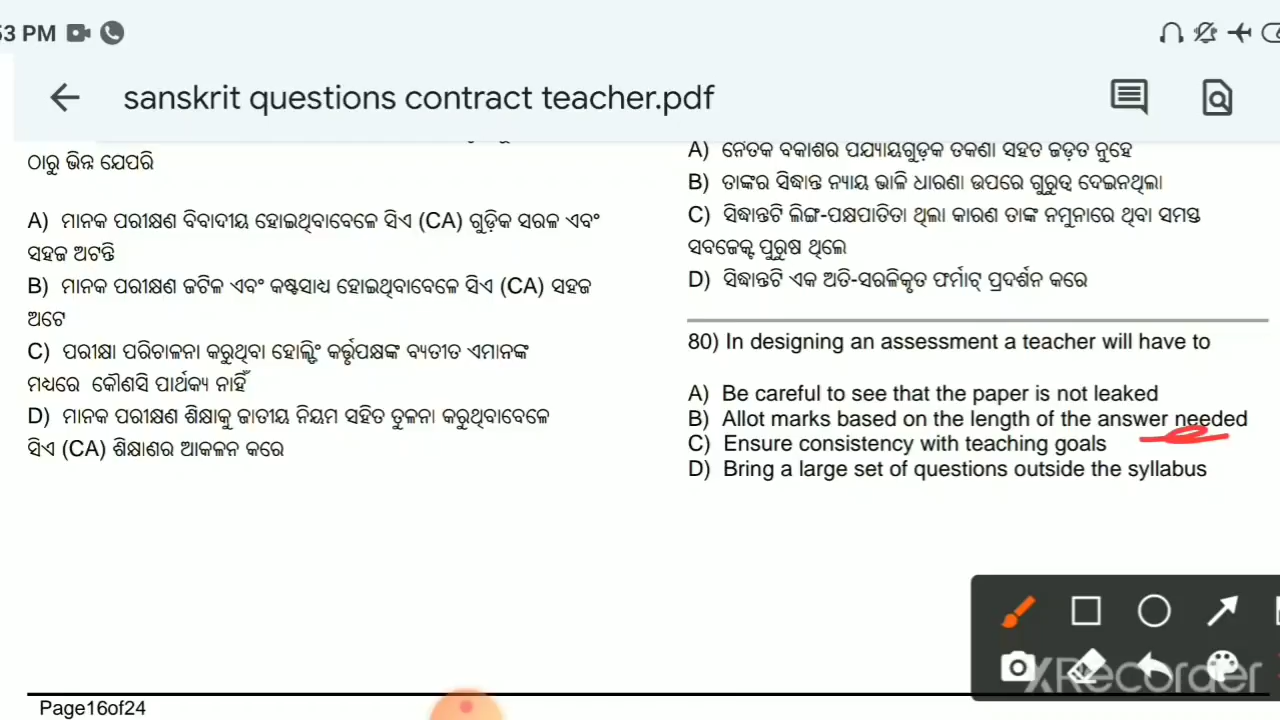 53 PM
sanskrit questions contract teacher.pdf
ଠାରୁ ଭିନ୍ନ ଯେପରି
A) ମାନକ ପରୀକ୍ଷଣ ବିବାଦୀୟ ହୋଇଥିବାବେଳେ ସିଏ (CA) ଗୁଡ଼ିକ ସରଳ ଏବଂ
ସହଜ ଅଟନ୍ତି
B) ମାନକ ପରୀକ୍ଷଣ ଜଟିଳ ଏବଂ କଷ୍ଟସାଧ୍ୟ ହୋଇଥିବାବେଳେ ସିଏ (CA) ସହଜ
ଅଟେ
C) ପରୀକ୍ଷା ପରିଚାଳନା କରୁଥିବା ହୋଲ୍ଡିଂ କର୍ତ୍ତୃପକ୍ଷଙ୍କ ବ୍ୟତୀତ ଏମାନଙ୍କ
ମଧ୍ୟରେ କୌଣସି ପାର୍ଥକ୍ୟ ନାହିଁ
D) ମାନକ ପରୀକ୍ଷଣ ଶିକ୍ଷାକୁ ଜାତୀୟ ନିୟମ ସହିତ ତୁଳନା କରୁଥିବାବେଳେ
ସିଏ (CA) ଶିକ୍ଷାଣର ଆକଳନ କରେ
A) ନୈତିକ ବିକାଶର ପର୍ଯ୍ୟାୟଗୁଡ଼ିକ ତର୍କଣା ସହିତ ଜଡ଼ିତ ନୁହେଁ
B) ତାଙ୍କର ସିଦ୍ଧାନ୍ତ ନ୍ୟାୟ ଭାଳି ଧାରଣା ଉପରେ ଗୁରୁତ୍ୱ ଦେଇନଥିଲା
C) ସିଦ୍ଧାନ୍ତଟି ଲିଙ୍ଗ-ପକ୍ଷପାତିତା ଥିଲା କାରଣ ତାଙ୍କ ନମୁନାରେ ଥିବା ସମସ୍ତ
ସବଜେକ୍ଟ ପୁରୁଷ ଥିଲେ
D) ସିଦ୍ଧାନ୍ତଟି ଏକ ଅତି-ସରଳିକୃତ ଫର୍ମାଟ୍ ପ୍ରଦର୍ଶନ କରେ
80) In designing an assessment a teacher will have to
A) Be careful to see that the paper is not leaked
B) Allot marks based on the length of the answer needed
C) Ensure consistency with teaching goals
D) Bring a large set of questions outside the syllabus
XRecorder
Page16of24